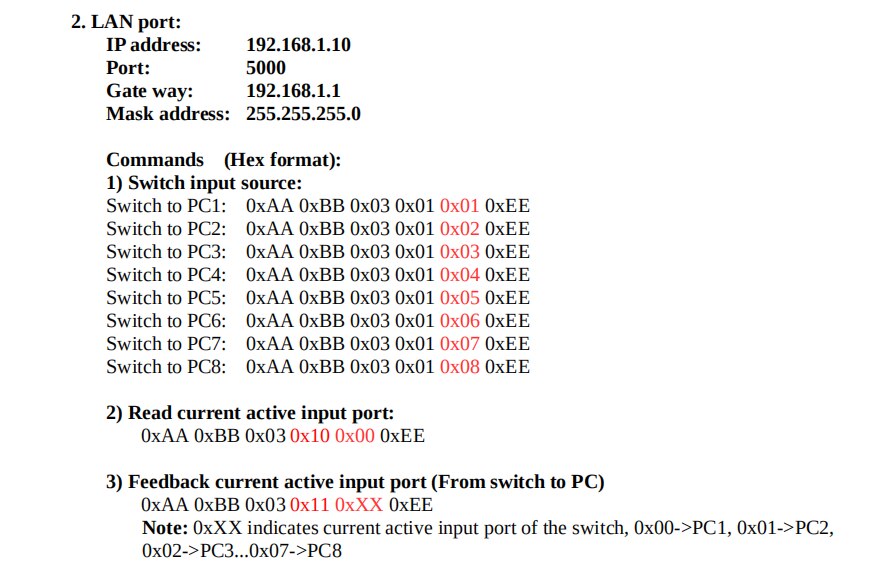 2. LAN port:
IP address: 192.168.1.10
Port: 5000
Gate way: 192.168.1.1
Mask address: 255.255.255.0
Commands (Hex format):
1) Switch input source:
Switch to PC1: 0xAA 0xBB 0x03 0x01 0x01 0xEE
Switch to PC2: 0xAA 0xBB 0x03 0x01 0x02 0xEE
Switch to PC3: 0xAA 0xBB 0x03 0x01 0x03 0xEE
Switch to PC4: 0xAA 0xBB 0x03 0x01 0x04 0xEE
Switch to PC5: 0xAA 0xBB 0x03 0x01 0x05 0xEE
Switch to PC6: 0xAA 0xBB 0x03 0x01 0x06 0xEE
Switch to PC7: 0xAA 0xBB 0x03 0x01 0x07 0xEE
Switch to PC8: 0xAA 0xBB 0x03 0x01 0x08 0xEE
2) Read current active input port:
0xAA 0xBB 0x03 0x10 0x00 0xEE
3) Feedback current active input port (From switch to PC)
0xAA 0xBB 0x03 0x11 0xXX 0xEE
Note: 0xXX indicates current active input port of the switch, 0x00->PC1, 0x01->PC2,
0x02->PC3...0x07->PC8